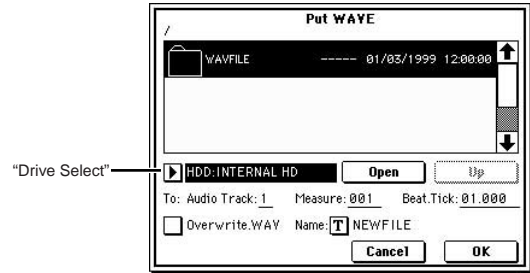 Put WAVE
/
WAVFILE ----- 01/03/1999 12:00:00
“Drive Select” HDD:INTERNAL HD Open Up
To: Audio Track: 1 Measure: 001 Beat.Tick: 01.000
Overwrite.WAV Name: T NEWFILE
Cancel OK